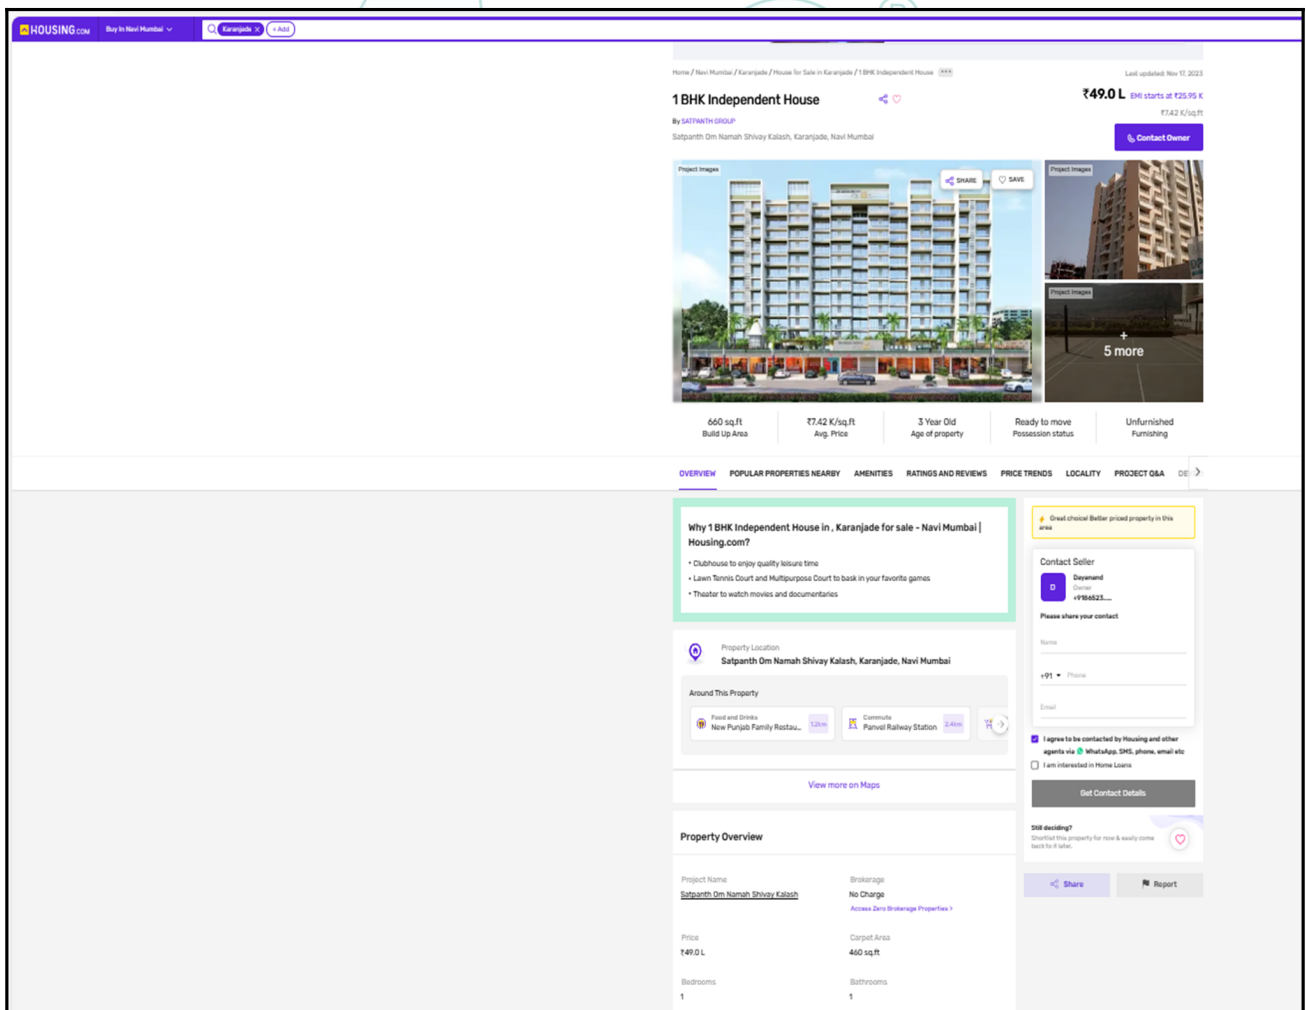 HOUSING.COM
Buy in Navi Mumbai
Karanjade X
+ Add
Home / Navi Mumbai / Karanjade / House for Sale in Karanjade / 1 BHK Independent House
Last updated: Nov 17, 2023
1 BHK Independent House
₹49.0 L EMI starts at ₹25.95 K
₹7.42 K/sq.ft
By SATPANTH GROUP
Satpanth Om Namah Shivay Kalash, Karanjade, Navi Mumbai
Contact Owner
Project Images
SHARE
SAVE
Project Images
Project Images
+
5 more
660 sq.ft
Build Up Area
₹7.42 K/sq.ft
Avg. Price
3 Year Old
Age of property
Ready to move
Possession status
Unfurnished
Furnishing
OVERVIEW
POPULAR PROPERTIES NEARBY
AMENITIES
RATINGS AND REVIEWS
PRICE TRENDS
LOCALITY
PROJECT Q&A
DE
Why 1 BHK Independent House in , Karanjade for sale - Navi Mumbai |
Housing.com?
• Clubhouse to enjoy quality leisure time
• Lawn Tennis Court and Multipurpose Court to bask in your favorite games
• Theater to watch movies and documentaries
Property Location
Satpanth Om Namah Shivay Kalash, Karanjade, Navi Mumbai
Around This Property
Food and Drinks
New Punjab Family Restau...
1.2km
Commute
Panvel Railway Station
2.4km
View more on Maps
Property Overview
Project Name
Satpanth Om Namah Shivay Kalash
Brokerage
No Charge
Access Zero Brokerage Properties >
Price
₹49.0 L
Carpet Area
460 sq.ft
Bedrooms
1
Bathrooms
1
Great choice! Better priced property in this
area
Contact Seller
D
Dayanand
Owner
+9186523.....
Please share your contact
Name
+91
Phone
Email
I agree to be contacted by Housing and other
agents via WhatsApp, SMS, phone, email etc
I am interested in Home Loans
Get Contact Details
Still deciding?
Shortlist this property for now & easily come
back to it later.
Share
Report